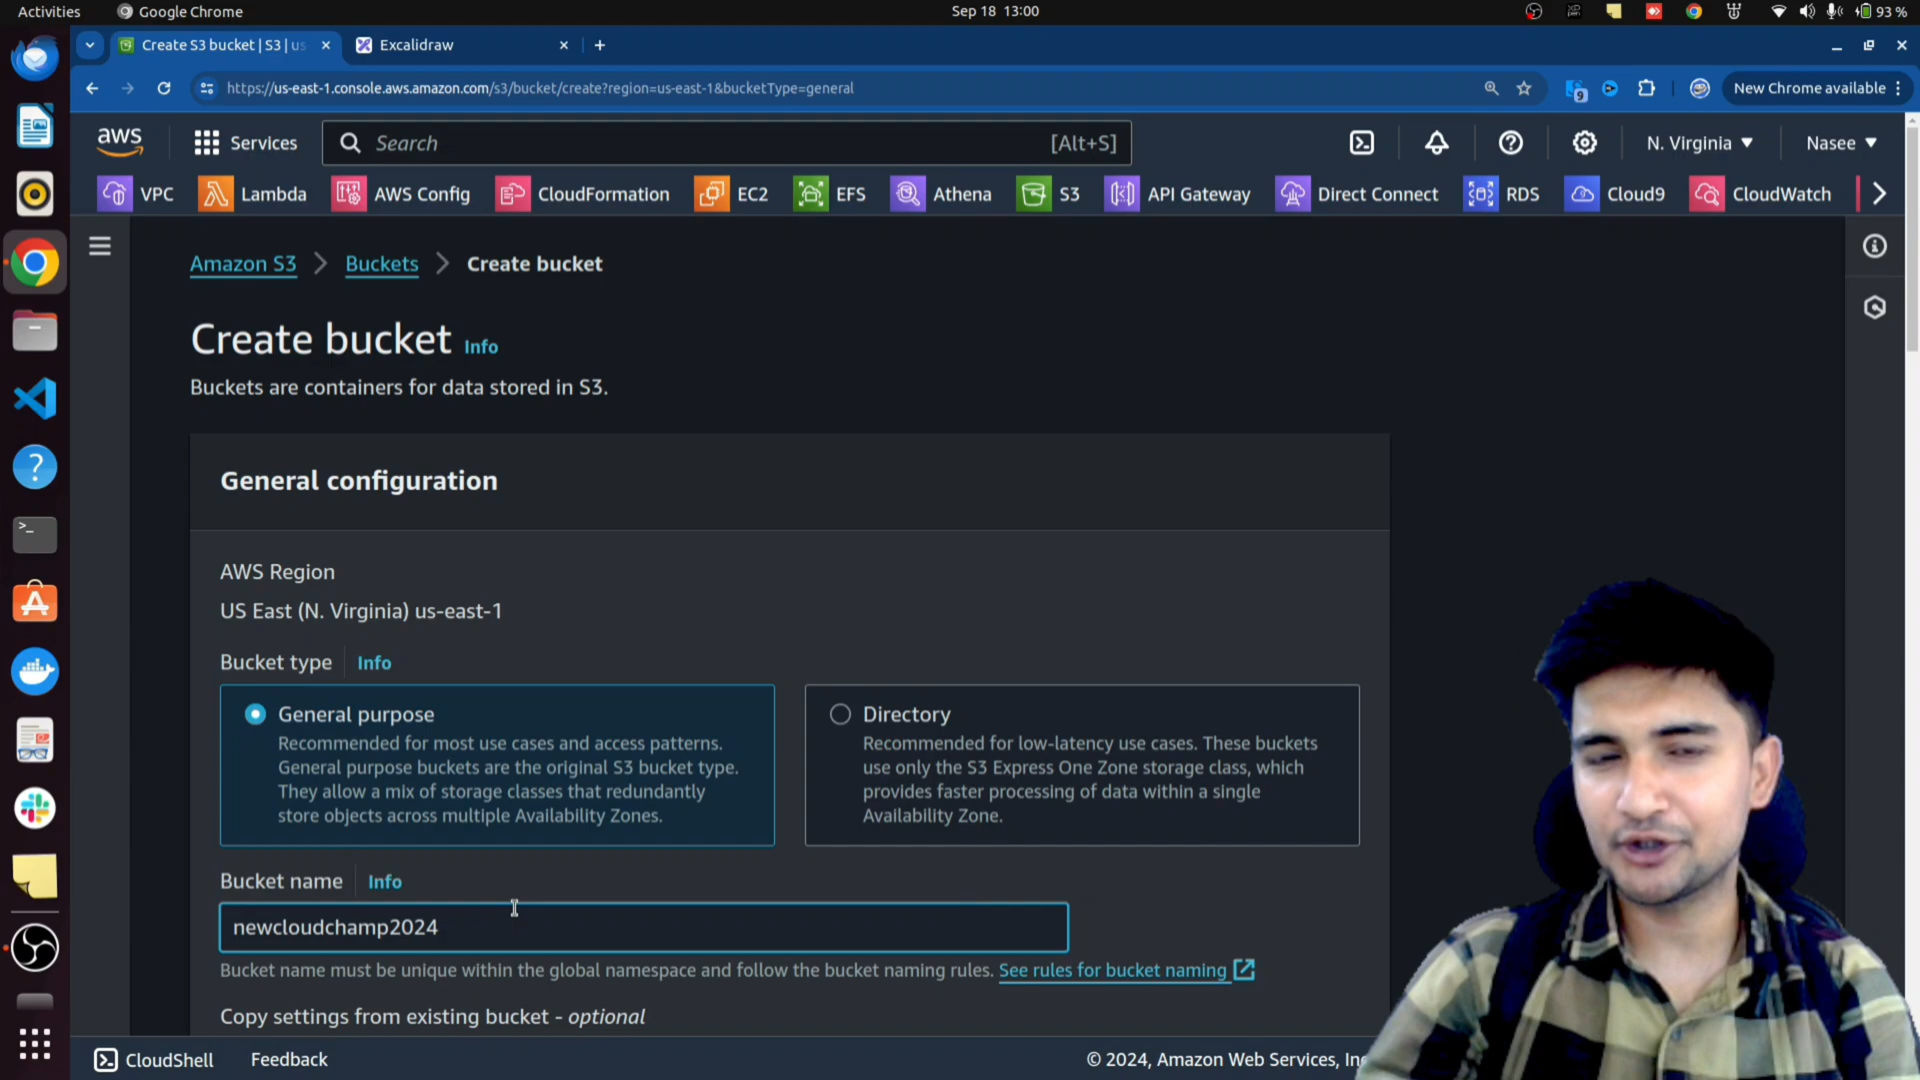 Activities
Google Chrome
Sep 18 13:00
93 %
Create S3 bucket | S3 | us
Excalidraw
https://us-east-1.console.aws.amazon.com/s3/bucket/create?region=us-east-1&bucketType=general
9
New Chrome available
aws
Services
Search
[Alt+S]
N. Virginia
Nasee
VPC
Lambda
AWS Config
CloudFormation
EC2
EFS
Athena
S3
API Gateway
Direct Connect
RDS
Cloud9
CloudWatch
Amazon S3 > Buckets > Create bucket
Create bucket Info
Buckets are containers for data stored in S3.
General configuration
AWS Region
US East (N. Virginia) us-east-1
Bucket type Info
General purpose
Recommended for most use cases and access patterns.
General purpose buckets are the original S3 bucket type.
They allow a mix of storage classes that redundantly
store objects across multiple Availability Zones.
Directory
Recommended for low-latency use cases. These buckets
use only the S3 Express One Zone storage class, which
provides faster processing of data within a single
Availability Zone.
Bucket name Info
newcloudchamp2024
Bucket name must be unique within the global namespace and follow the bucket naming rules. See rules for bucket naming
Copy settings from existing bucket - optional
CloudShell
Feedback
© 2024, Amazon Web Services, Inc